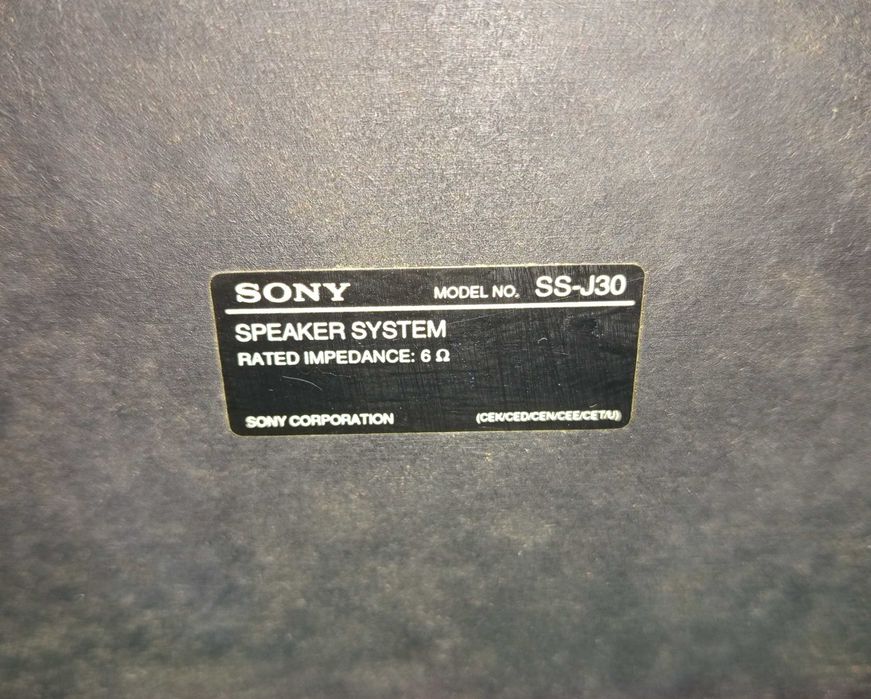 SONY MODEL NO. SS-J30
SPEAKER SYSTEM
RATED IMPEDANCE: 6 Ω
SONY CORPORATION (CEK/CED/CEN/CEE/CET/U)